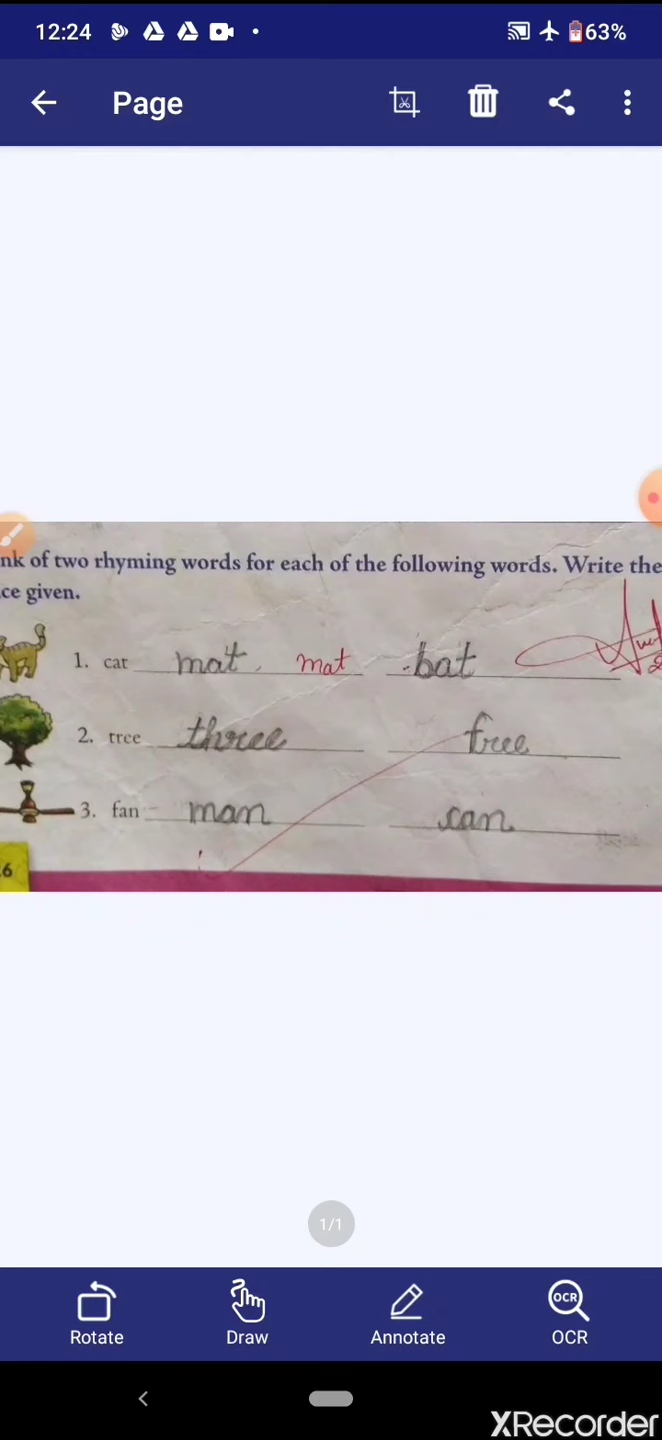 12:24 63%
Page
nk of two rhyming words for each of the following words. Write the
ce given.
1. cat mat mat bat
2. tree three free
3. fan man can
6
1/1
Rotate Draw Annotate OCR
XRecorder